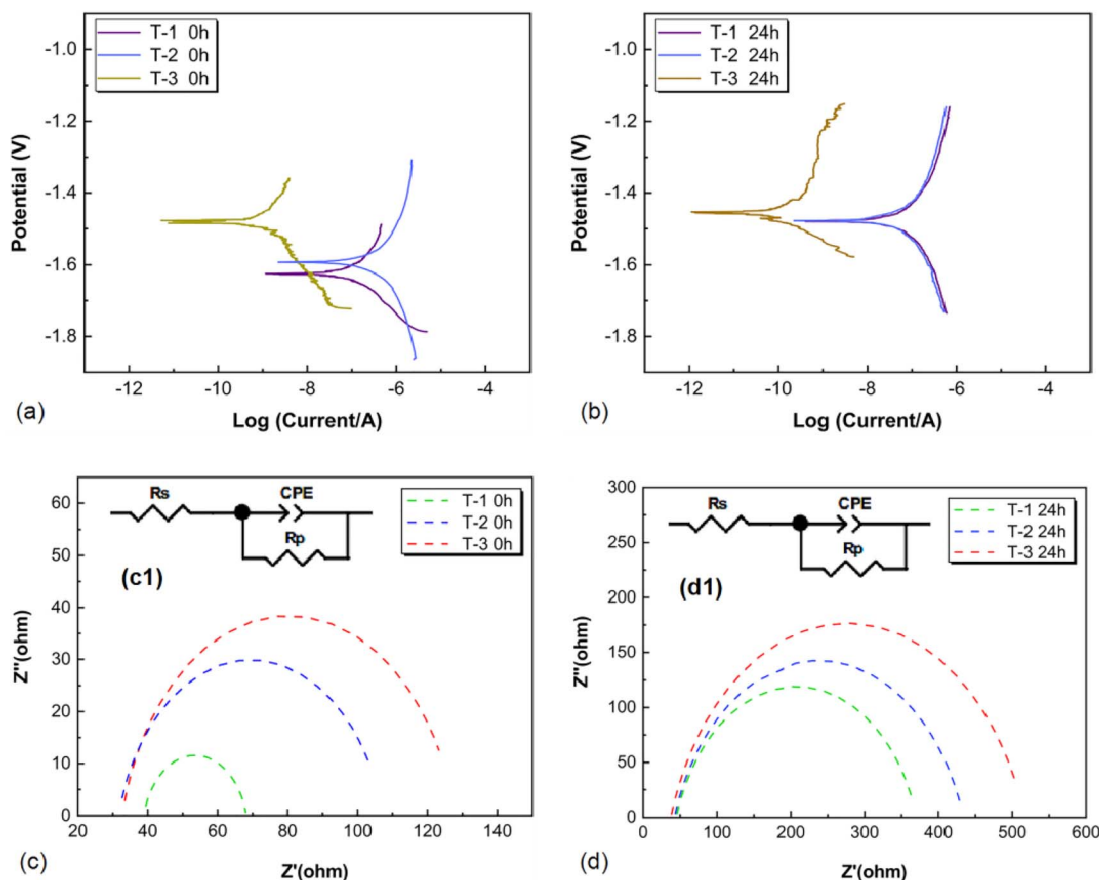 T-1 0h
T-2 0h
T-3 0h
-1.0
-1.2
-1.4
-1.6
-1.8
Potential (V)
-12
-10
-8
-6
-4
Log (Current/A)
(a)
T-1 24h
T-2 24h
T-3 24h
-1.0
-1.2
-1.4
-1.6
-1.8
Potential (V)
-12
-10
-8
-6
-4
Log (Current/A)
(b)
Rs
CPE
Rp
(c1)
T-1 0h
T-2 0h
T-3 0h
60
50
40
30
20
10
0
Z"(ohm)
20
40
60
80
100
120
140
Z'(ohm)
(c)
Rs
CPE
Rp
(d1)
T-1 24h
T-2 24h
T-3 24h
300
250
200
150
100
50
0
Z"(ohm)
0
100
200
300
400
500
600
Z'(ohm)
(d)